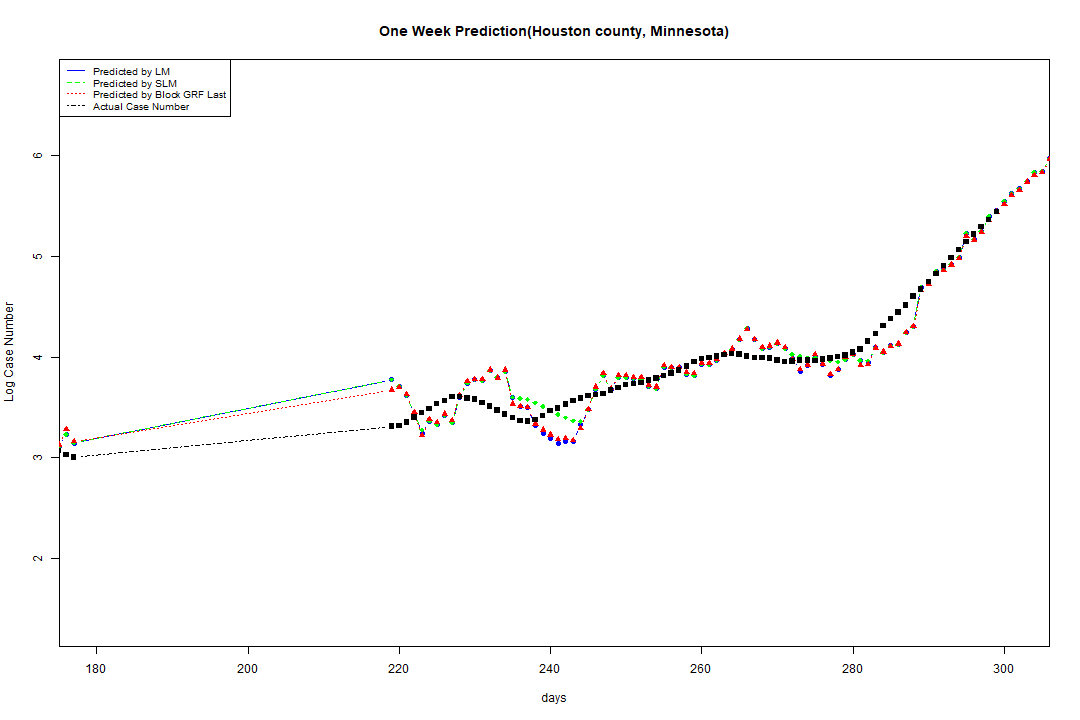 One Week Prediction(Houston county, Minnesota)
Predicted by LM
Predicted by SLM
Predicted by Block GRF Last
Actual Case Number
Log Case Number
6
5
4
3
2
180 200 220 240 260 280 300
days